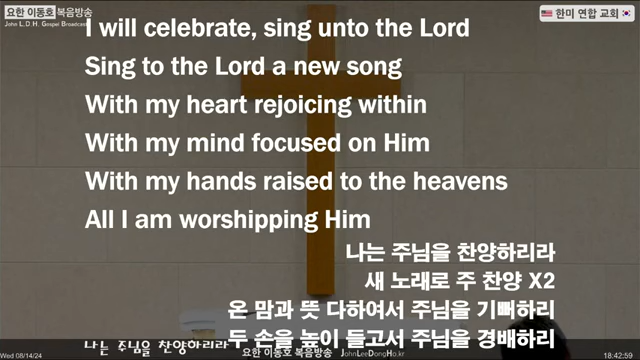 요한 이동호 복음방송
John L.D.H. Gospel Broadcast
🇺🇸 한미 연합 교회 🇰🇷
I will celebrate, sing unto the Lord
Sing to the Lord a new song
With my heart rejoicing within
With my mind focused on Him
With my hands raised to the heavens
All I am worshipping Him
나는 주님을 찬양하리라
새 노래로 주 찬양 X2
온 맘과 뜻 다하여서 주님을 기뻐하리
두 손을 높이 들고서 주님을 경배하리
나는 주님을 찬양하리라
Wed 08/14/24
요한 이동호 복음방송 JohnLeeDongHo.kr
18:42:59